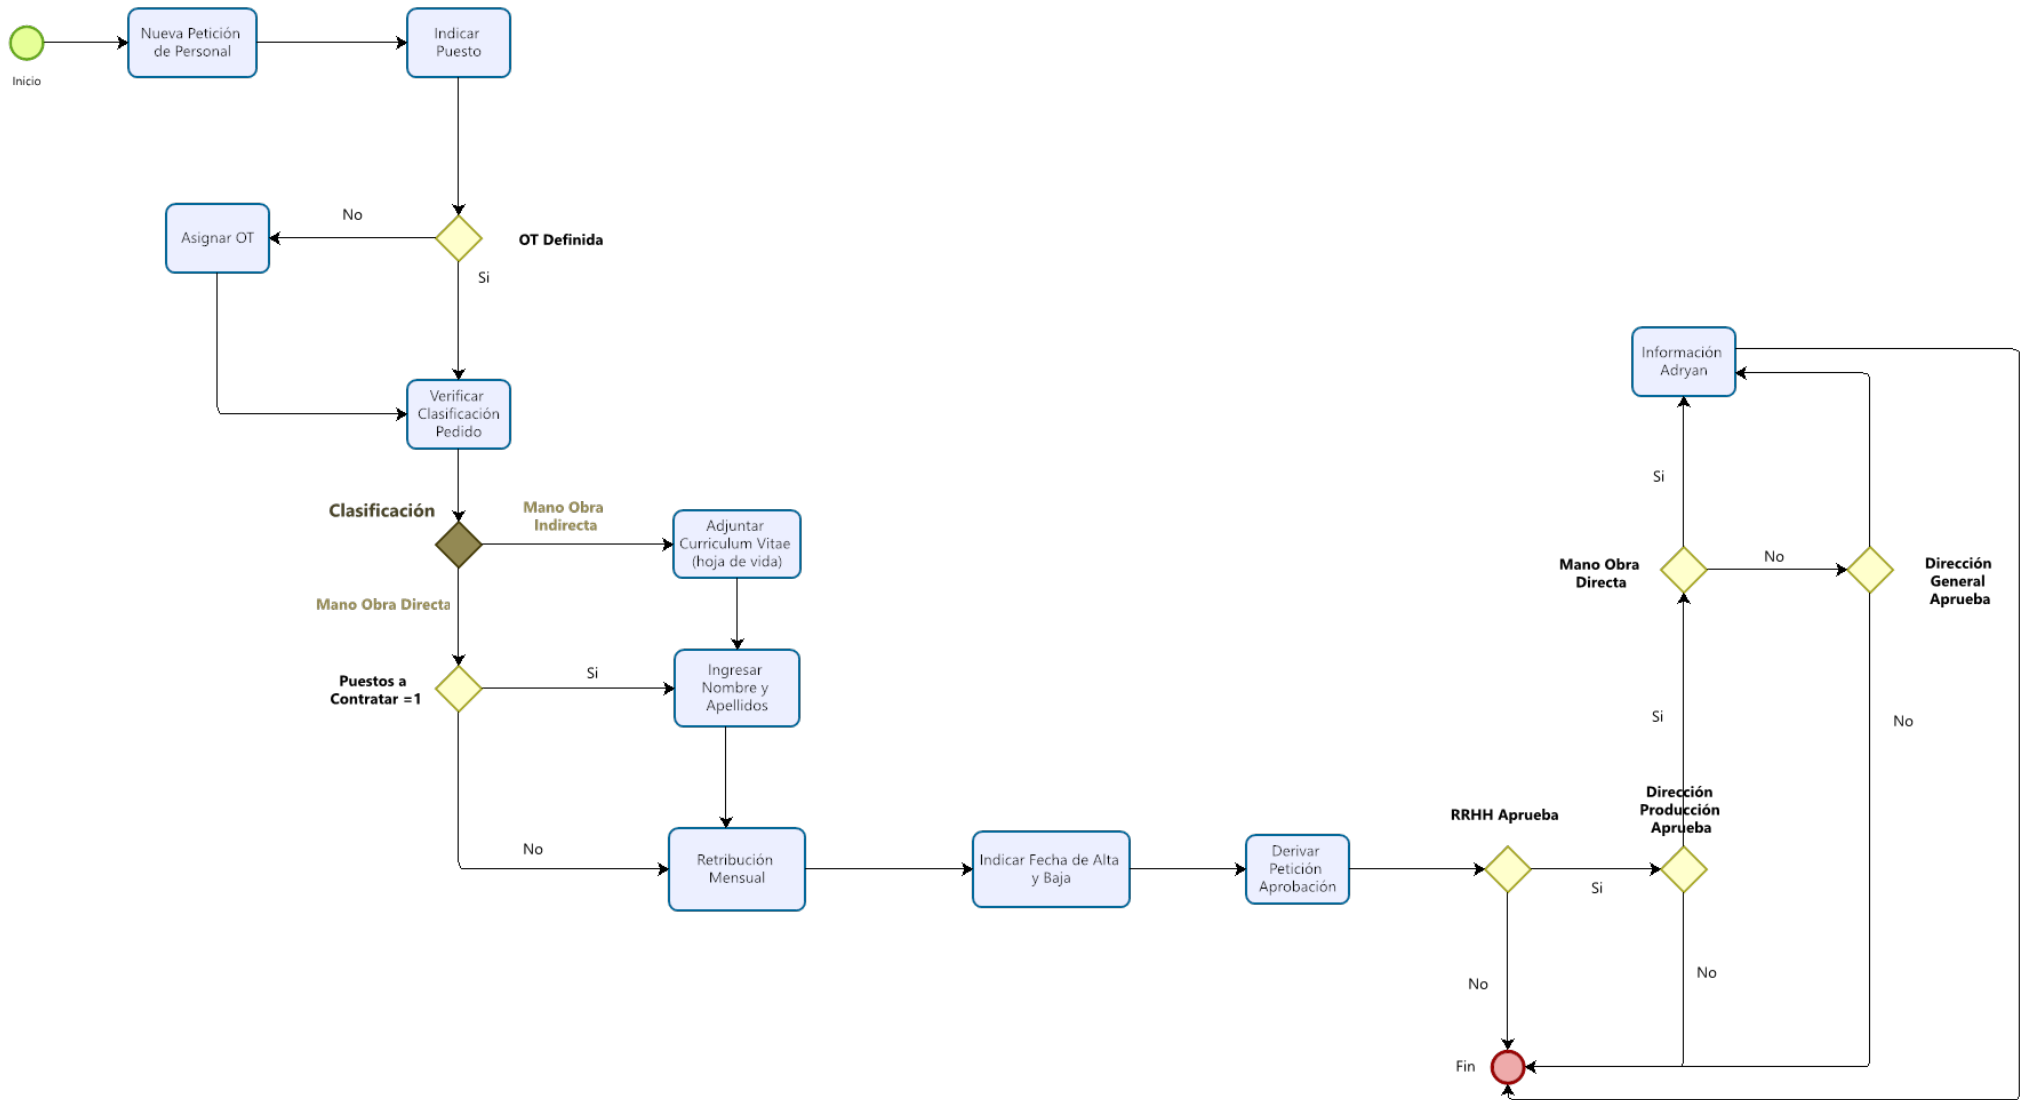 Nueva Petición
de Personal
Indicar
Puesto
Inicio
Asignar OT
No
OT Definida
Si
Verificar
Clasificación
Pedido
Clasificación
Mano Obra
Indirecta
Adjuntar
Curriculum Vitae
(hoja de vida)
Mano Obra Directa
Puestos a
Contratar =1
Si
Ingresar
Nombre y
Apellidos
No
Retribución
Mensual
Indicar Fecha de Alta
y Baja
Derivar
Petición
Aprobación
RRHH Aprueba
Si
No
Dirección
Producción
Aprueba
Si
No
Mano Obra
Directa
No
Si
Información
Adryan
Dirección
General
Aprueba
No
Fin